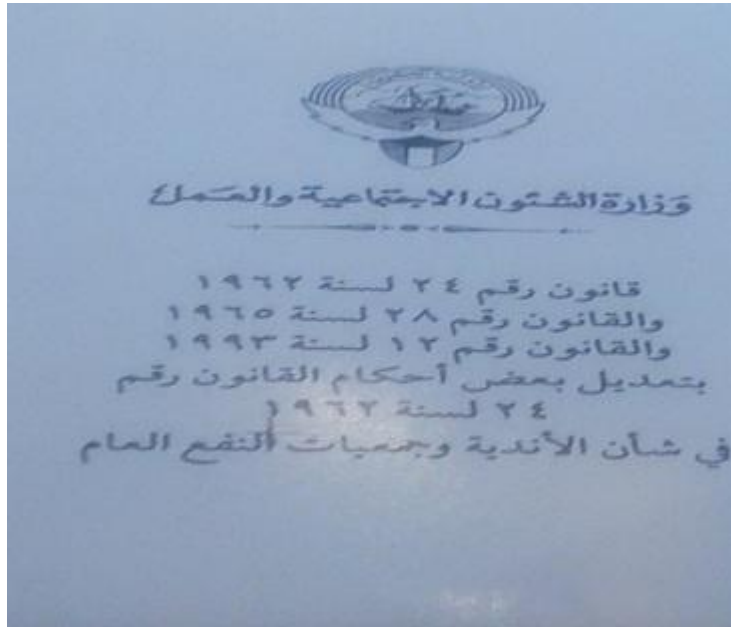 وزارة الشئون الاجتماعية والعمل
قانون رقم ٢٤ لسنة ١٩٦٢
والقانون رقم ٢٨ لسنة ١٩٦٥
والقانون رقم ١٢ لسنة ١٩٩٣
بتعديل بعض أحكام القانون رقم
٢٤ لسنة ١٩٦٢
في شأن الأندية وجمعيات النفع العام